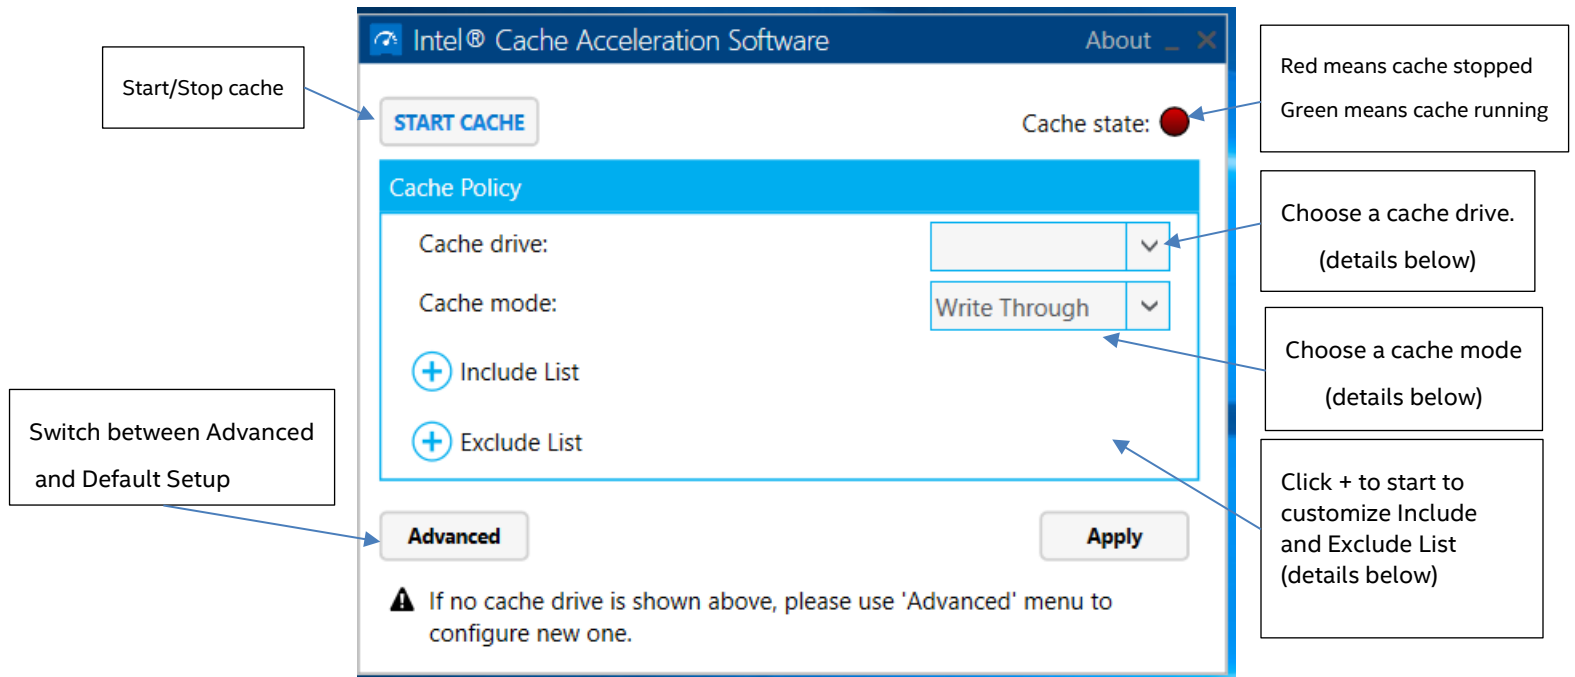 Intel® Cache Acceleration Software
About
Start/Stop cache
START CACHE
Cache state:
Red means cache stopped
Green means cache running
Cache Policy
Cache drive:
Choose a cache drive.
(details below)
Cache mode:
Write Through
Choose a cache mode
(details below)
Include List
Exclude List
Switch between Advanced
and Default Setup
Click + to start to
customize Include
and Exclude List
(details below)
Advanced
Apply
If no cache drive is shown above, please use 'Advanced' menu to
configure new one.